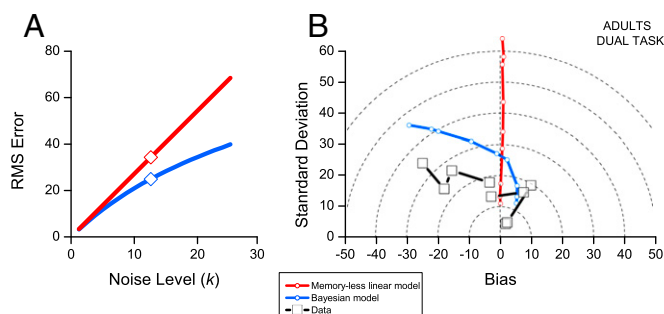 A
RMS Error
80
60
40
20
0
0
10
20
30
Noise Level (k)
B
ADULTS
DUAL TASK
Stanrdard Deviation
60
50
40
30
20
10
0
-50 -40 -30 -20 -10 0 10 20 30 40 50
Bias
Memory-less linear model
Bayesian model
Data